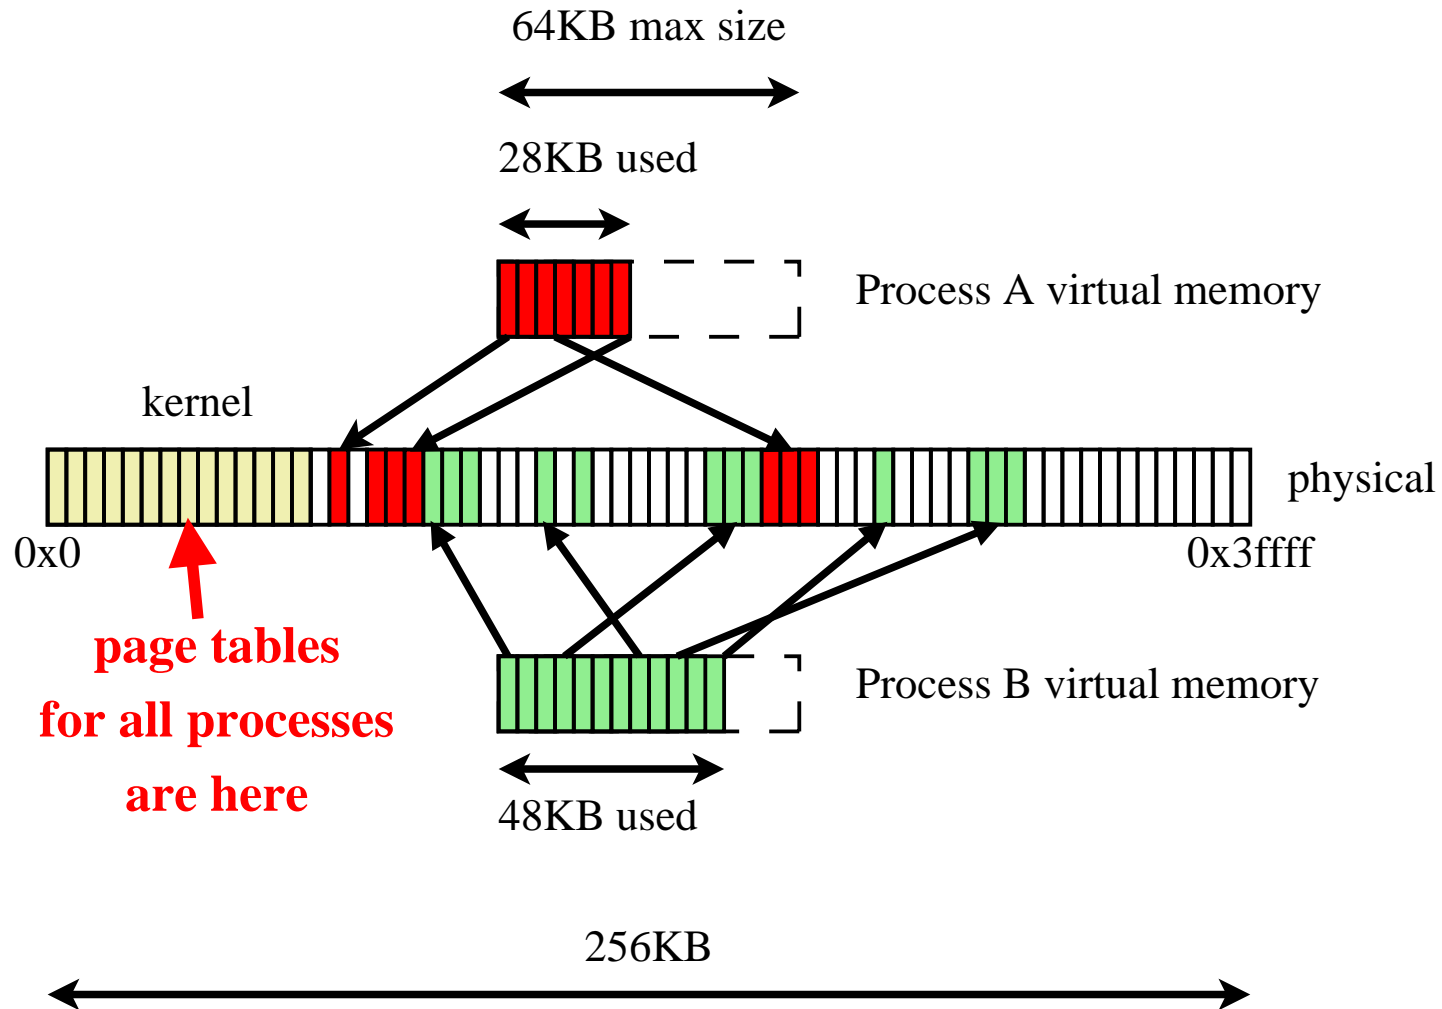 64KB max size
28KB used
Process A virtual memory
kernel
physical
0x0
0x3ffff
page tables
for all processes
are here
Process B virtual memory
48KB used
256KB